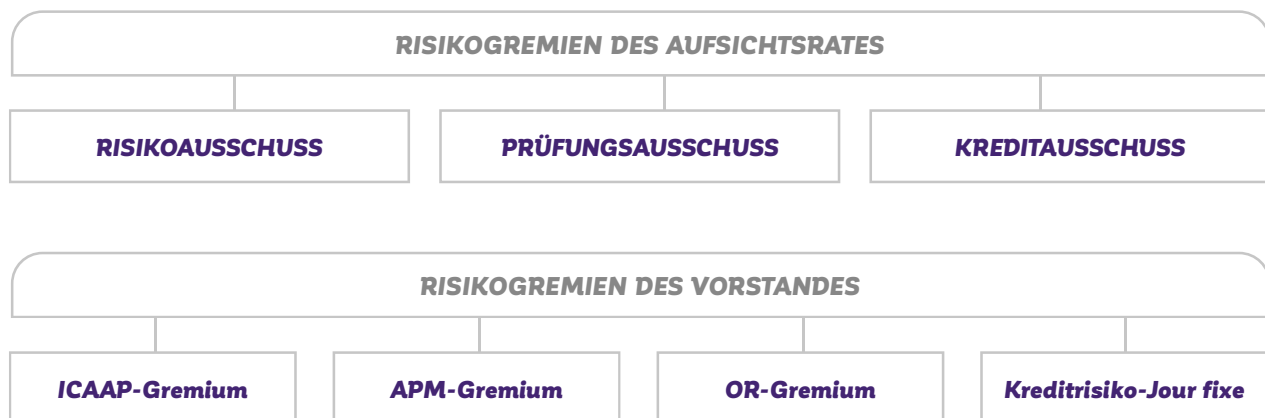 RISIKOGREMIEN DES AUFSICHTSRATES
RISIKOAUSSCHUSS
PRÜFUNGSAUSSCHUSS
KREDITAUSSCHUSS
RISIKOGREMIEN DES VORSTANDES
ICAAP-Gremium
APM-Gremium
OR-Gremium
Kreditrisiko-Jour fixe